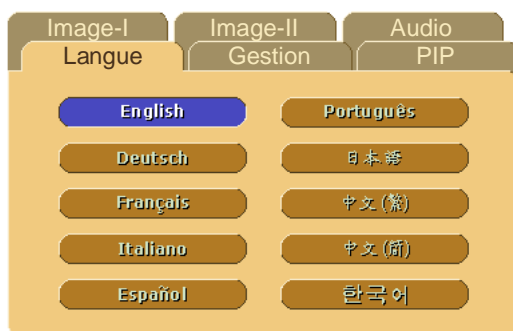 Image-I Image-II Audio
Langue Gestion PIP
English Português
Deutsch 日本語
Français 中文(繁)
Italiano 中文(简)
Español 한국어